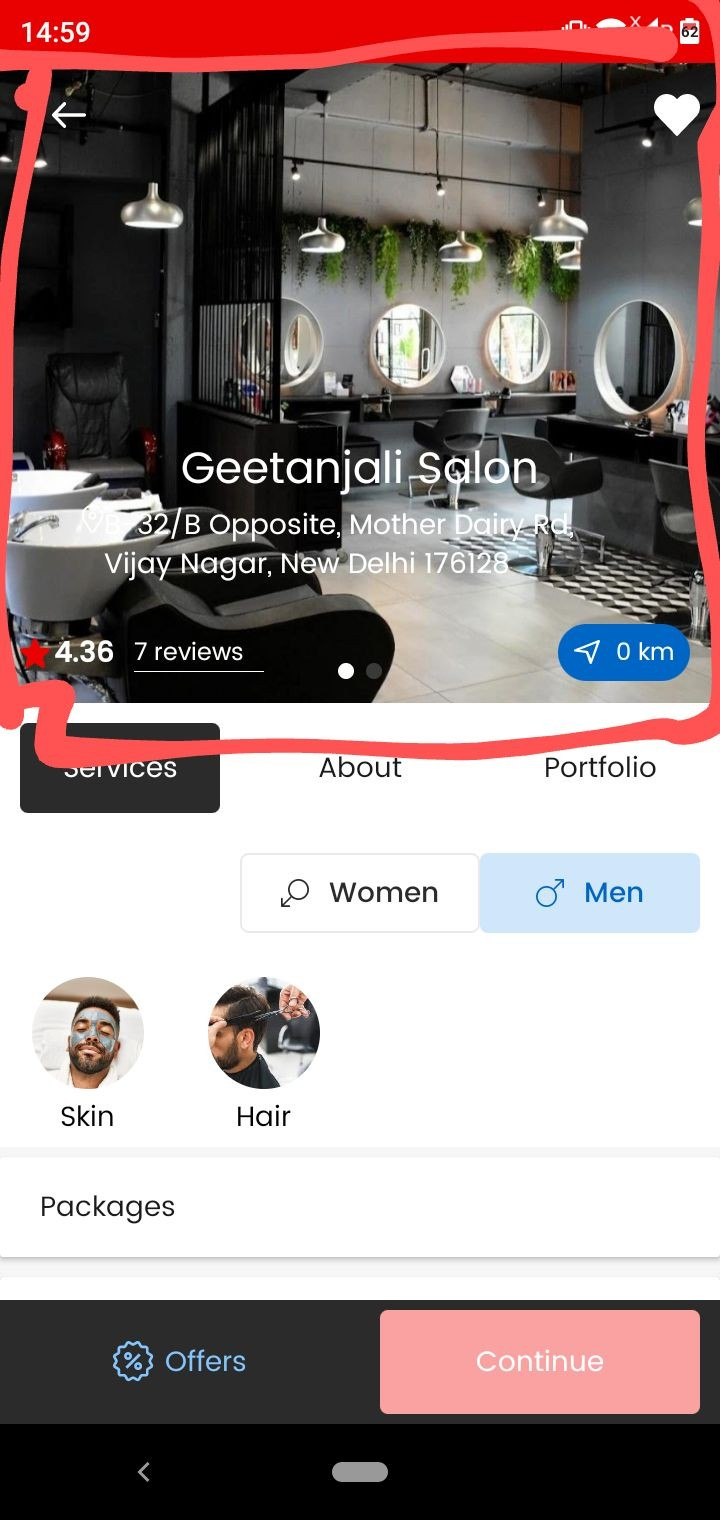 14:59
62
Geetanjali Salon
B-32/B Opposite, Mother Dairy Rd,
Vijay Nagar, New Delhi 176128
4.36 7 reviews
0 km
Services About Portfolio
Women Men
Skin Hair
Packages
Offers Continue